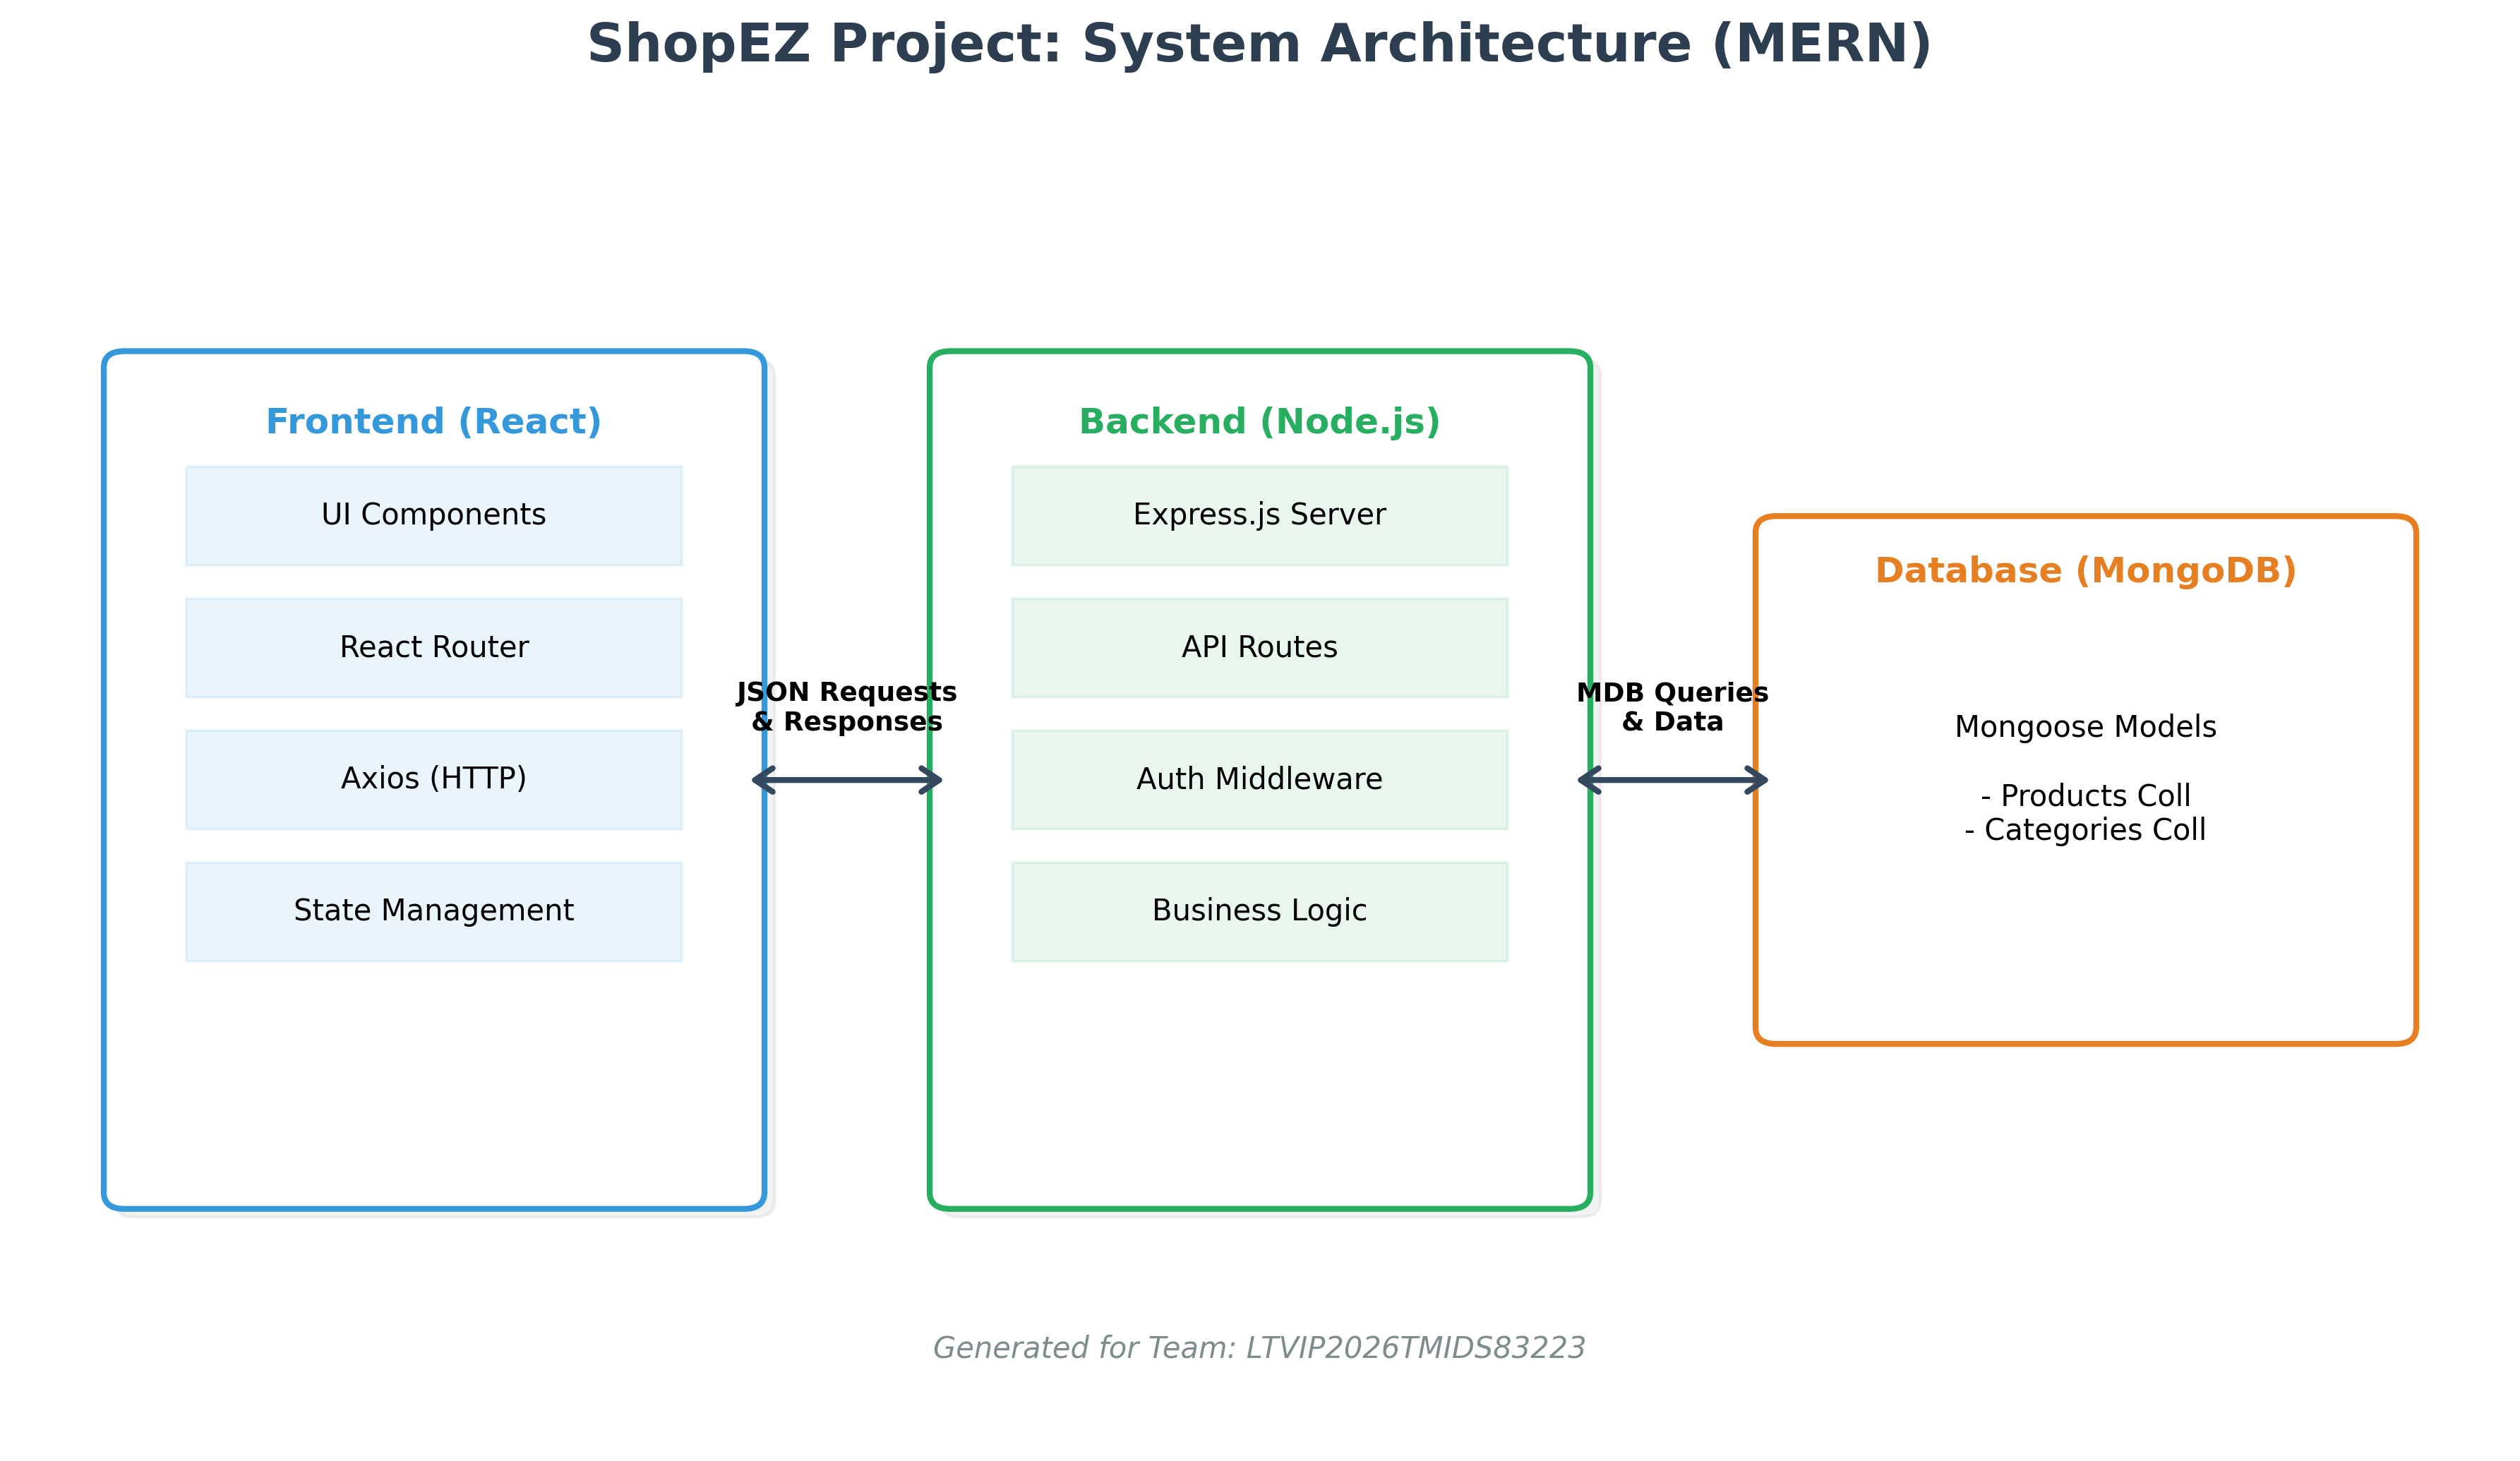 ShopEZ Project: System Architecture (MERN)
Frontend (React)
UI Components
React Router
Axios (HTTP)
State Management
JSON Requests
& Responses
Backend (Node.js)
Express.js Server
API Routes
Auth Middleware
Business Logic
MDB Queries
& Data
Database (MongoDB)
Mongoose Models
- Products Coll
- Categories Coll
Generated for Team: LTVIP2026TMIDS83223